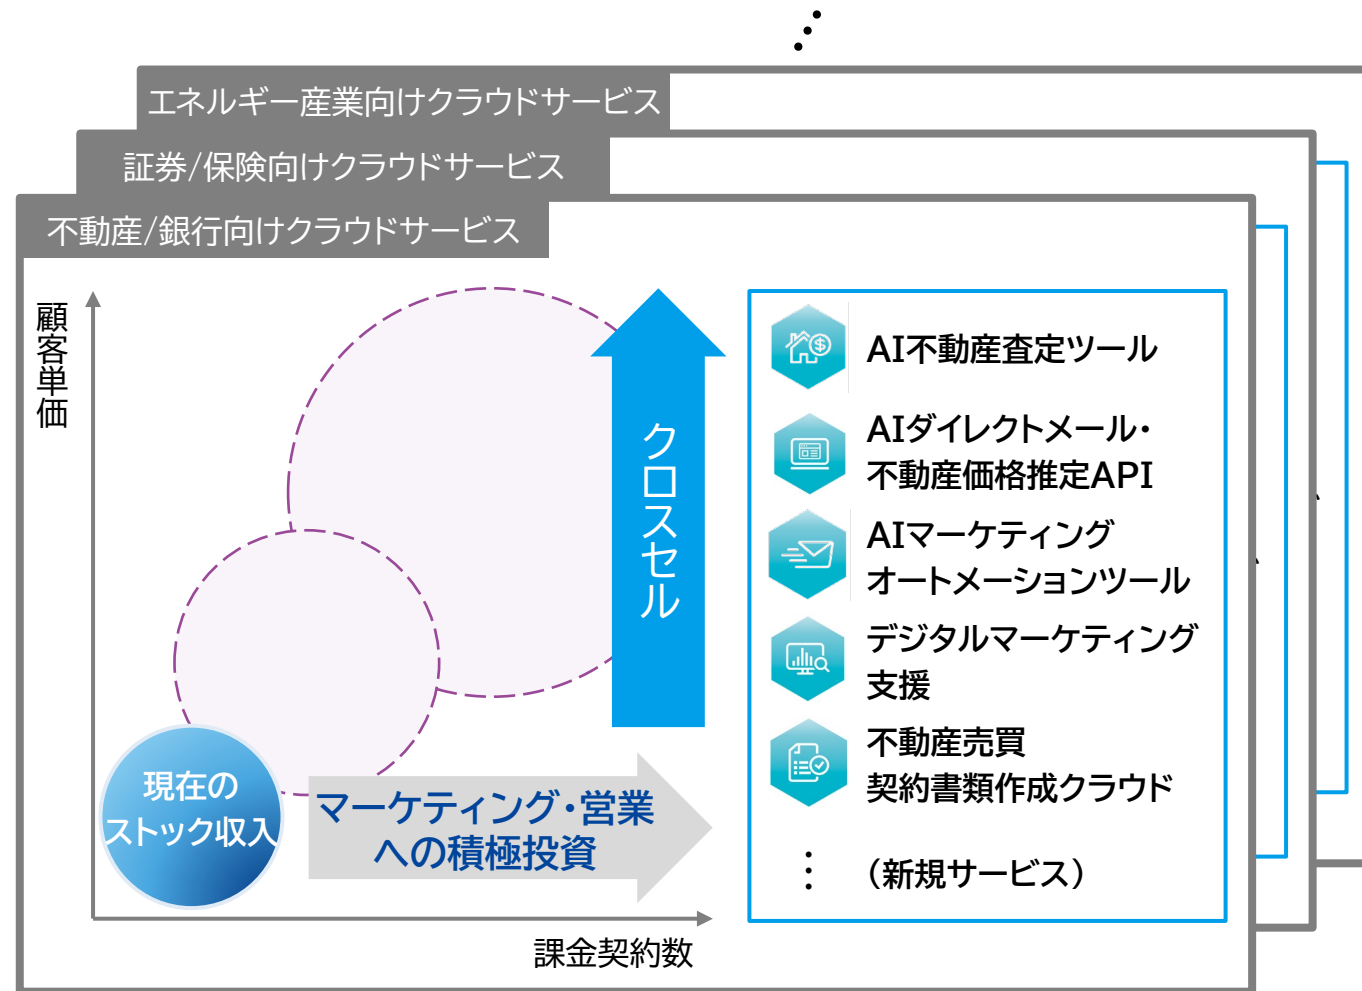 エネルギー産業向けクラウドサービス
証券/保険向けクラウドサービス
不動産/銀行向けクラウドサービス
顧客単価
クロスセル
現在の
ストック収入
マーケティング・営業
への積極投資
課金契約数
AI不動産査定ツール
AIダイレクトメール・
不動産価格推定API
AIマーケティング
オートメーションツール
デジタルマーケティング
支援
不動産売買
契約書類作成クラウド
（新規サービス）